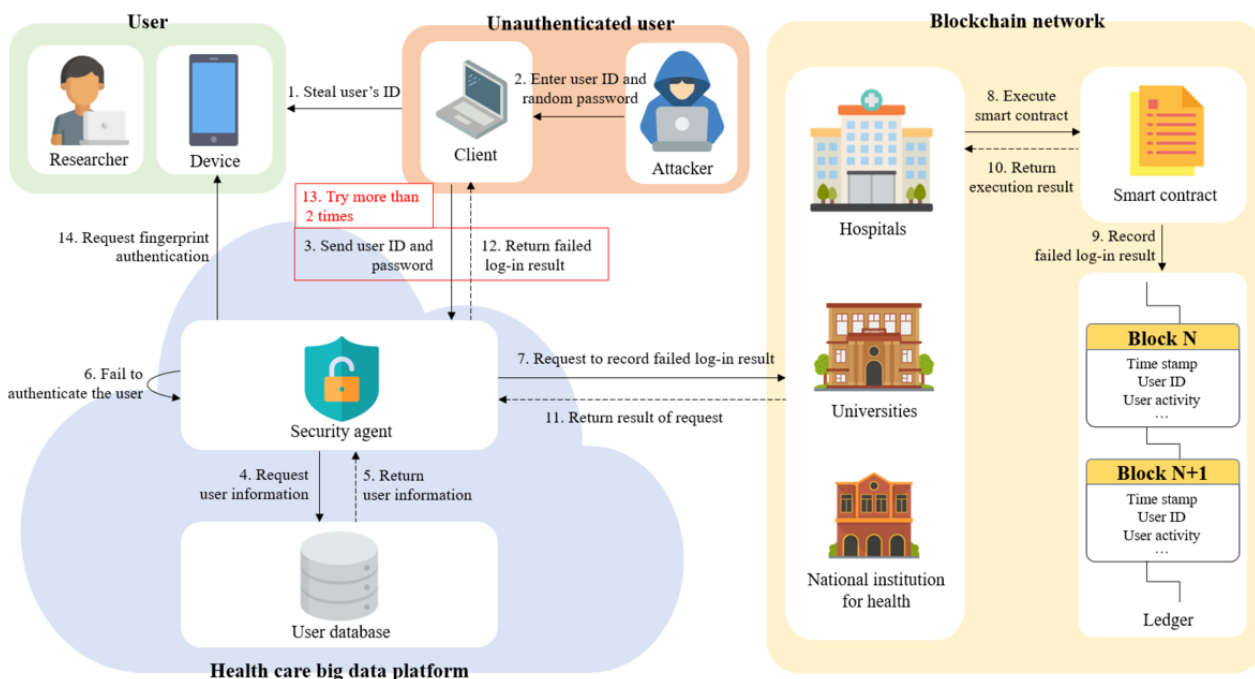 User
Unauthenticated user
Blockchain network
1. Steal user's ID
2. Enter user ID and
random password
Researcher
Device
Client
Attacker
8. Execute
smart contract
10. Return
execution result
Smart contract
Hospitals
13. Try more than
2 times
14. Request fingerprint
authentication
3. Send user ID and
password
12. Return failed
log-in result
9. Record
failed log-in result
6. Fail to
authenticate the user
Security agent
7. Request to record failed log-in result
11. Return result of request
Universities
Block N
Time stamp
User ID
User activity
…
4. Request
user information
5. Return
user information
Block N+1
Time stamp
User ID
User activity
…
National institution
for health
User database
Ledger
Health care big data platform